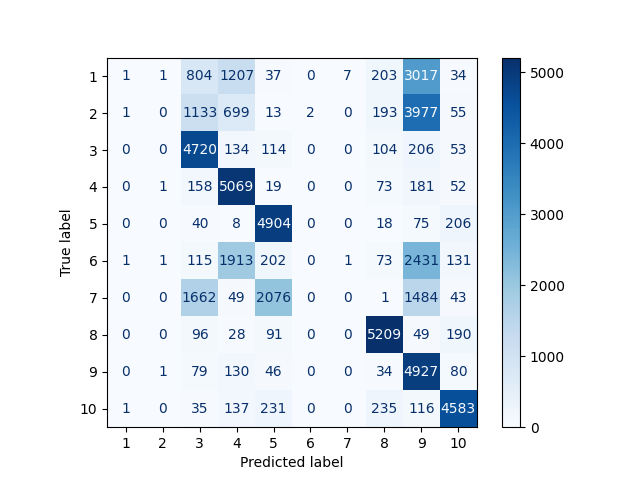 1 1 1 804 1207 37 0 7 203 3017 34
2 1 0 1133 699 13 2 0 193 3977 55
3 0 0 4720 134 114 0 0 104 206 53
4 0 1 158 5069 19 0 0 73 181 52
5 0 0 40 8 4904 0 0 18 75 206
6 1 1 115 1913 202 0 1 73 2431 131
7 0 0 1662 49 2076 0 0 1 1484 43
8 0 0 96 28 91 0 0 5209 49 190
9 0 1 79 130 46 0 0 34 4927 80
10 1 0 35 137 231 0 0 235 116 4583
1 2 3 4 5 6 7 8 9 10
Predicted label
True label
5000
4000
3000
2000
1000
0